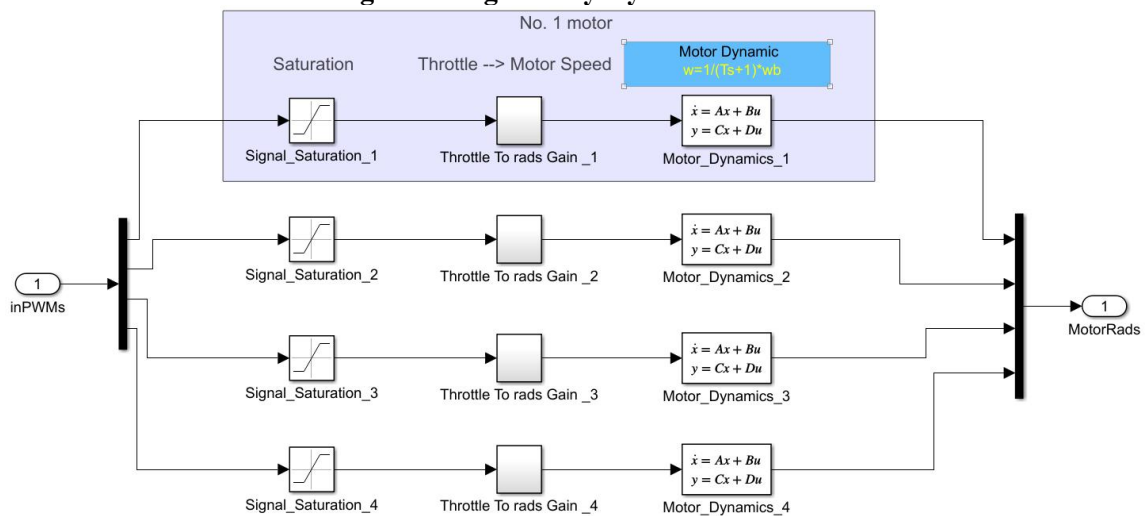 No. 1 motor
Saturation
Throttle --> Motor Speed
Motor Dynamic
w=1/(Ts+1)*wb
ẋ = Ax + Bu
y = Cx + Du
Signal_Saturation_1
Throttle To rads Gain _1
Motor_Dynamics_1
ẋ = Ax + Bu
y = Cx + Du
Signal_Saturation_2
Throttle To rads Gain _2
Motor_Dynamics_2
1
inPWMs
1
MotorRads
ẋ = Ax + Bu
y = Cx + Du
Signal_Saturation_3
Throttle To rads Gain _3
Motor_Dynamics_3
ẋ = Ax + Bu
y = Cx + Du
Signal_Saturation_4
Throttle To rads Gain _4
Motor_Dynamics_4